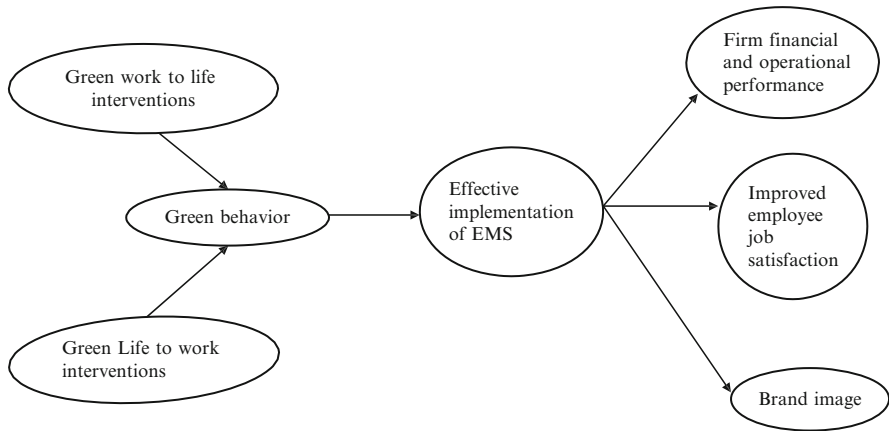 Green work to life
interventions
Green behavior
Green Life to work
interventions
Effective
implementation
of EMS
Firm financial
and operational
performance
Improved
employee
job
satisfaction
Brand image